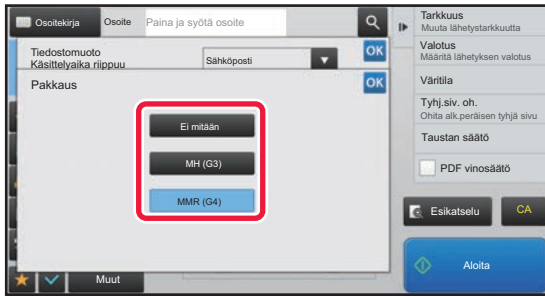 Osoitekirja
Osoite
Paina ja syötä osoite
Tiedostomuoto
Käsittelyaika riippuu
Sähköposti
OK
Pakkaus
OK
Ei mitään
MH (G3)
MMR (G4)
Muut
Tarkkuus
Muuta lähetystarkkuutta
Valotus
Määritä lähetyksen valotus
Väritila
Tyhj.siv. oh.
Ohita alk.peräisen tyhjä sivu
Taustan säätö
PDF vinosäätö
Esikatselu
CA
Aloita